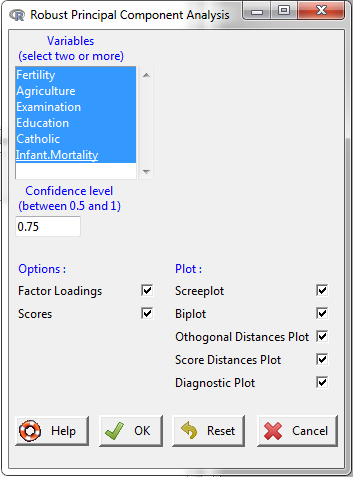 Robust Principal Component Analysis
Variables
(select two or more)
Fertility
Agriculture
Examination
Education
Catholic
Infant.Mortality
Confidence level
(between 0.5 and 1)
0.75
Options :
Factor Loadings
Scores
Plot :
Screeplot
Biplot
Othogonal Distances Plot
Score Distances Plot
Diagnostic Plot
Help
OK
Reset
Cancel